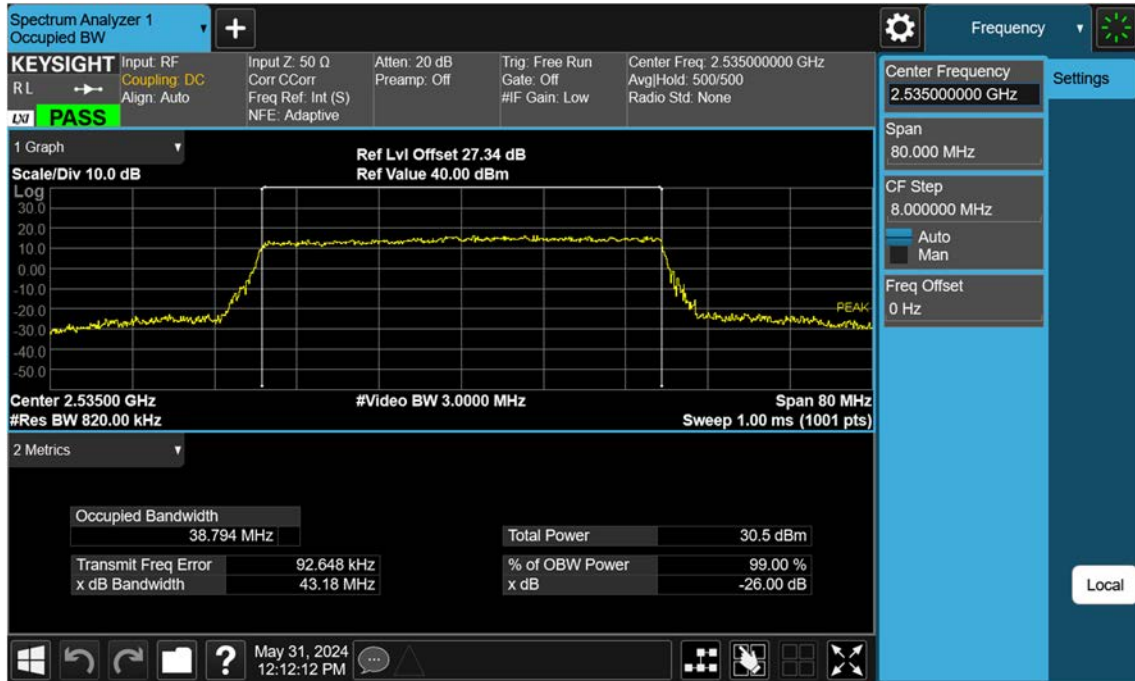 Spectrum Analyzer 1
Occupied BW
+
Frequency
KEYSIGHT
RL
LXI PASS
Input: RF
Coupling: DC
Align: Auto
Input Z: 50 Ω
Corr CCorr
Freq Ref: Int (S)
NFE: Adaptive
Atten: 20 dB
Preamp: Off
Trig: Free Run
Gate: Off
#IF Gain: Low
Center Freq: 2.535000000 GHz
Avg|Hold: 500/500
Radio Std: None
Center Frequency
2.535000000 GHz
Settings
Span
80.000 MHz
CF Step
8.000000 MHz
Auto
Man
Freq Offset
0 Hz
Local
1 Graph
Scale/Div 10.0 dB
Ref Lvl Offset 27.34 dB
Ref Value 40.00 dBm
Log
30.0
20.0
10.0
0.00
-10.0
-20.0
-30.0
-40.0
-50.0
PEAK
Center 2.53500 GHz
#Res BW 820.00 kHz
#Video BW 3.0000 MHz
Span 80 MHz
Sweep 1.00 ms (1001 pts)
2 Metrics
Occupied Bandwidth
38.794 MHz
Total Power 30.5 dBm
Transmit Freq Error 92.648 kHz
% of OBW Power 99.00 %
x dB Bandwidth 43.18 MHz
x dB -26.00 dB
?
May 31, 2024
12:12:12 PM